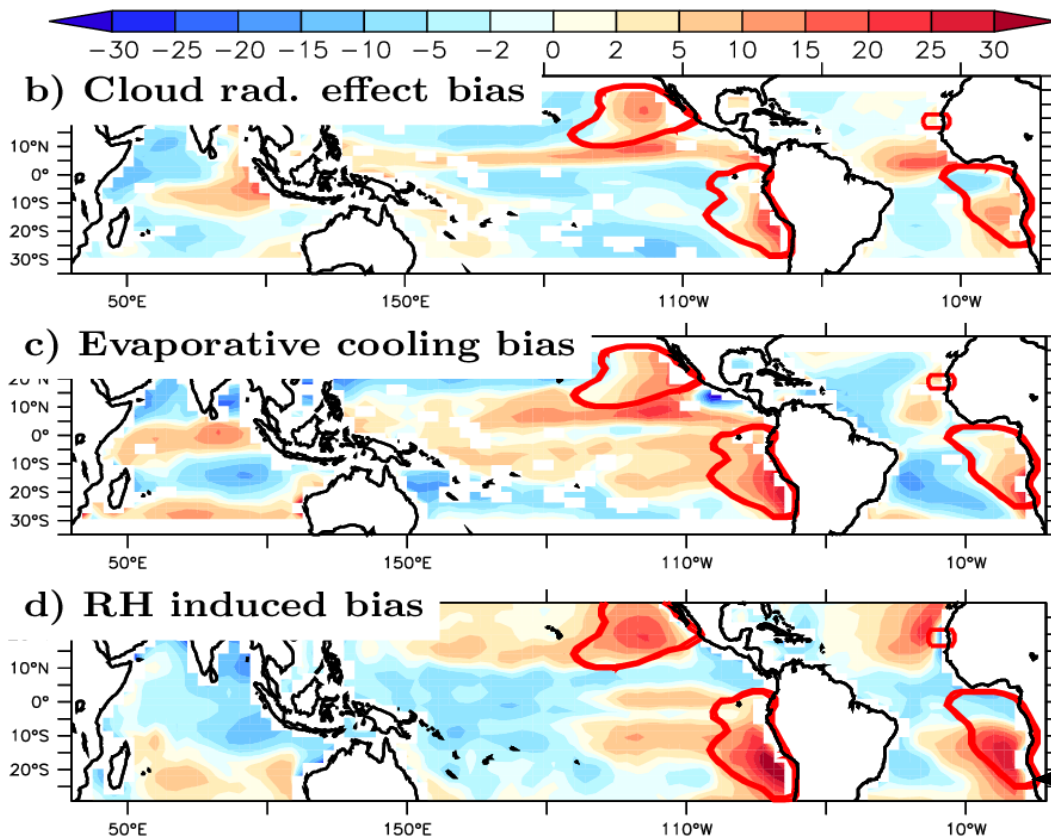 −30 −25 −20 −15 −10 −5 −2 0 2 5 10 15 20 25 30
b) Cloud rad. effect bias
10°N
0°
10°S
20°S
30°S
50°E 150°E 110°W 10°W
c) Evaporative cooling bias
20°N
10°N
0°
10°S
20°S
30°S
50°E 150°E 110°W 10°W
d) RH induced bias
10°N
0°
10°S
20°S
50°E 150°E 110°W 10°W